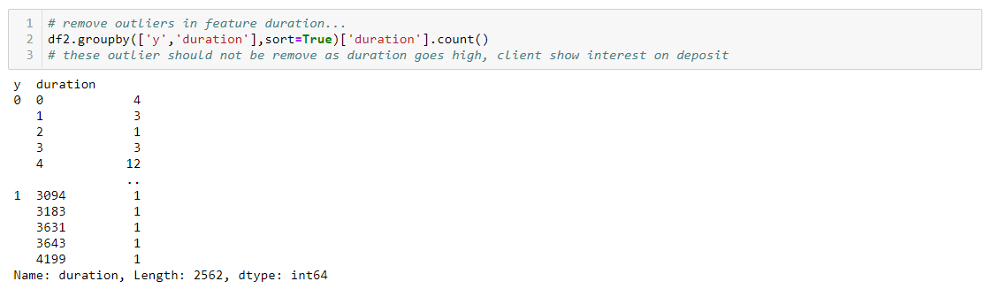 1 # remove outliers in feature duration...
2 df2.groupby(['y','duration'],sort=True)['duration'].count()
3 # these outlier should not be remove as duration goes high, client show interest on deposit
y  duration
0  0            4
   1            3
   2            1
   3            3
   4           12
               ..
1  3094         1
   3183         1
   3631         1
   3643         1
   4199         1
Name: duration, Length: 2562, dtype: int64